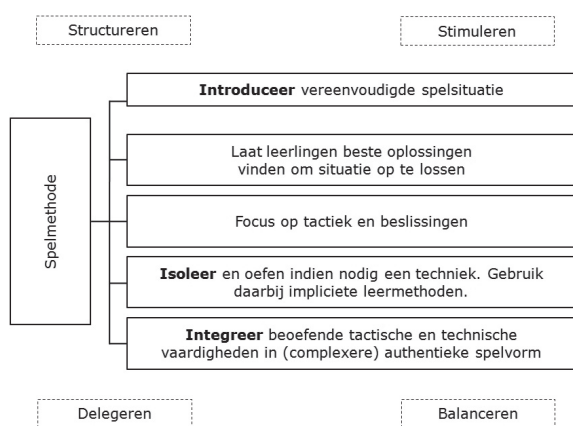 Structureren
Stimuleren
Introduceer vereenvoudigde spelsituatie
Laat leerlingen beste oplossingen
vinden om situatie op te lossen
Spelmethode
Focus op tactiek en beslissingen
Isoleer en oefen indien nodig een techniek. Gebruik
daarbij impliciete leermethoden.
Integreer beoefende tactische en technische
vaardigheden in (complexere) authentieke spelvorm
Delegeren
Balanceren